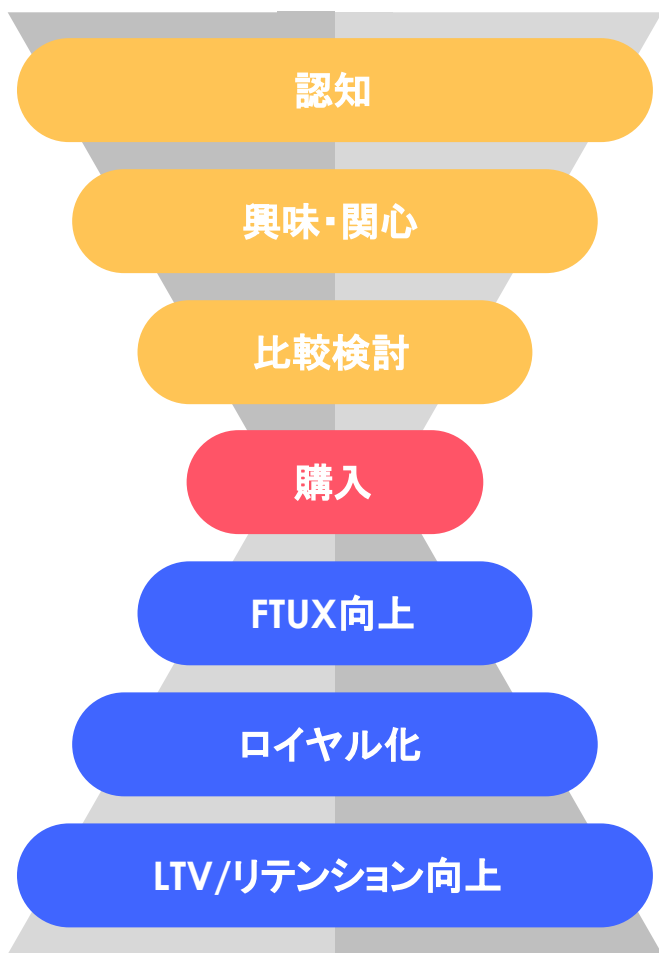 認知
興味・関心
比較検討
購入
FTUX向上
ロイヤル化
LTV/リテンション向上